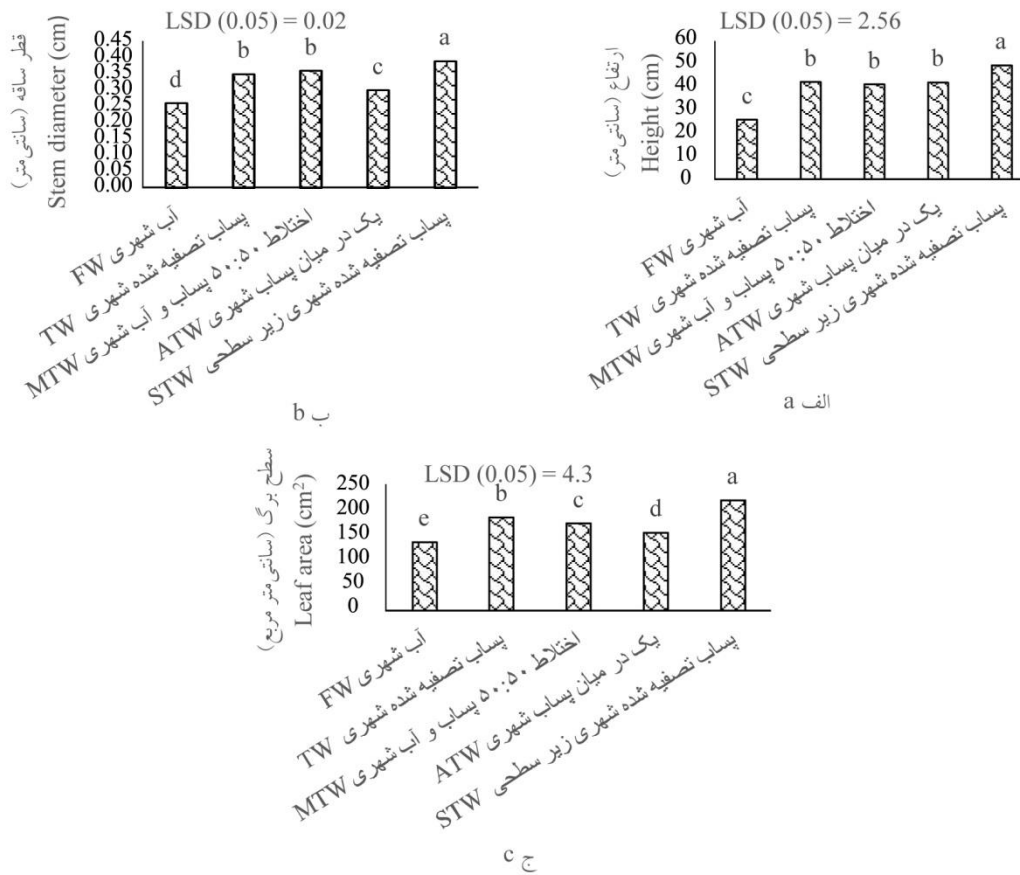 LSD (0.05) = 0.02
قطر ساقه (سانتی‌متر)
Stem diameter (cm)
0.45
0.40
0.35
0.30
0.25
0.20
0.15
0.10
0.05
0.00
d
b
b
c
a
آب شهری FW
پساب تصفیه شده شهری TW
اختلاط ۵۰:۵۰ پساب و آب شهری MTW
یک در میان پساب شهری ATW
پساب تصفیه شده شهری زیر سطحی STW
ب b
LSD (0.05) = 2.56
ارتفاع (سانتی‌متر)
Height (cm)
60
50
40
30
20
10
0
c
b
b
b
a
آب شهری FW
پساب تصفیه شده شهری TW
اختلاط ۵۰:۵۰ پساب و آب شهری MTW
یک در میان پساب شهری ATW
پساب تصفیه شده شهری زیر سطحی STW
الف a
LSD (0.05) = 4.3
سطح برگ (سانتی‌متر مربع)
Leaf area (cm²)
250
200
150
100
50
0
e
b
c
d
a
آب شهری FW
پساب تصفیه شده شهری TW
اختلاط ۵۰:۵۰ پساب و آب شهری MTW
یک در میان پساب شهری ATW
پساب تصفیه شده شهری زیر سطحی STW
ج c